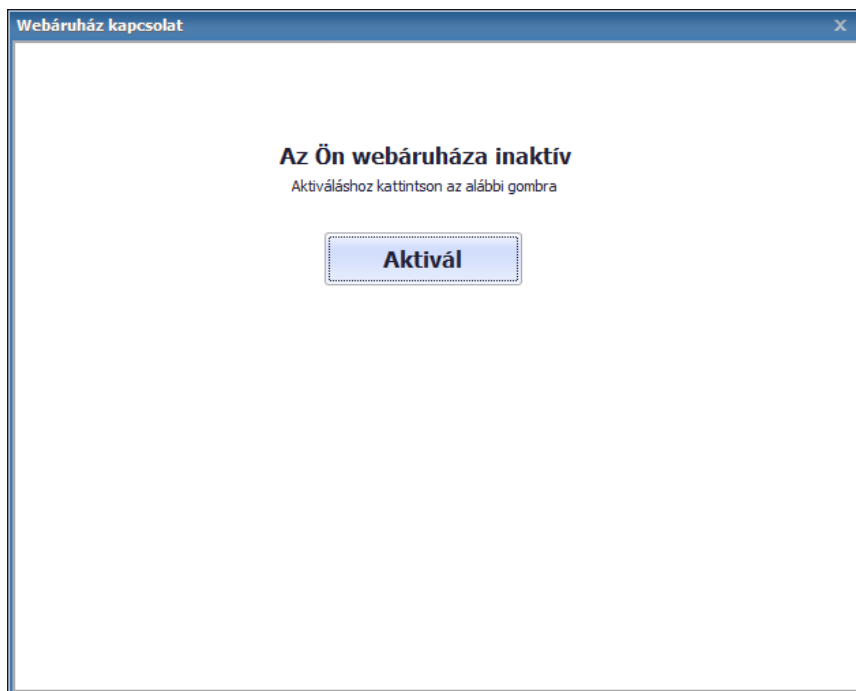 Webáruház kapcsolat
Az Ön webáruháza inaktív
Aktiváláshoz kattintson az alábbi gombra
Aktivál